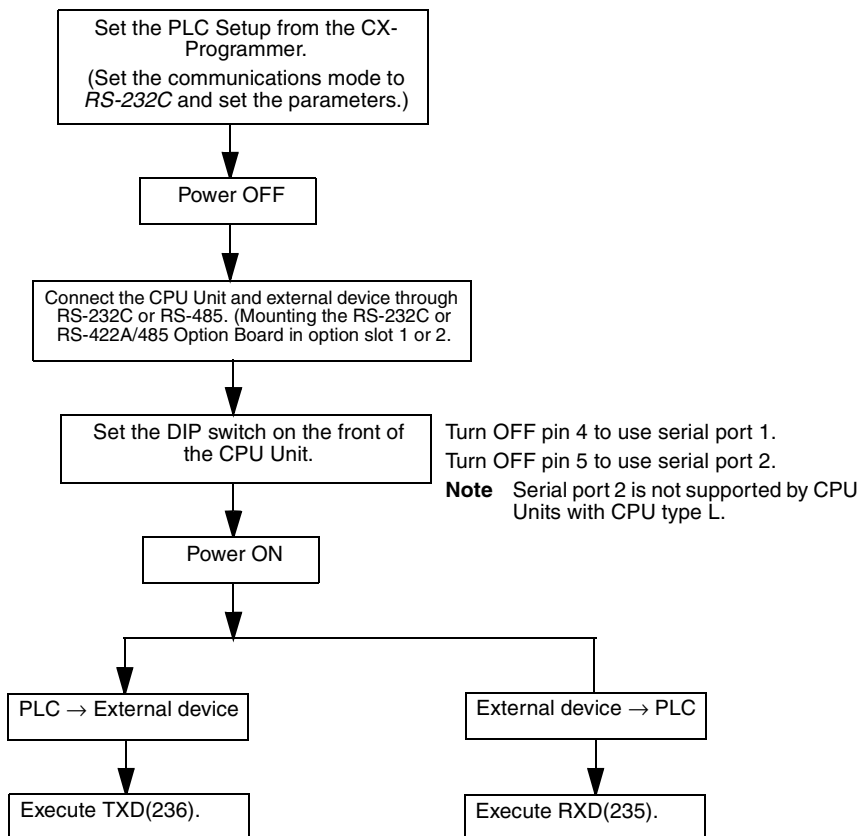 Set the PLC Setup from the CX-
Programmer.
(Set the communications mode to
RS-232C and set the parameters.)
Power OFF
Connect the CPU Unit and external device through
RS-232C or RS-485. (Mounting the RS-232C or
RS-422A/485 Option Board in option slot 1 or 2.
Set the DIP switch on the front of
the CPU Unit.
Turn OFF pin 4 to use serial port 1.
Turn OFF pin 5 to use serial port 2.
Note Serial port 2 is not supported by CPU
Units with CPU type L.
Power ON
PLC → External device
External device → PLC
Execute TXD(236).
Execute RXD(235).